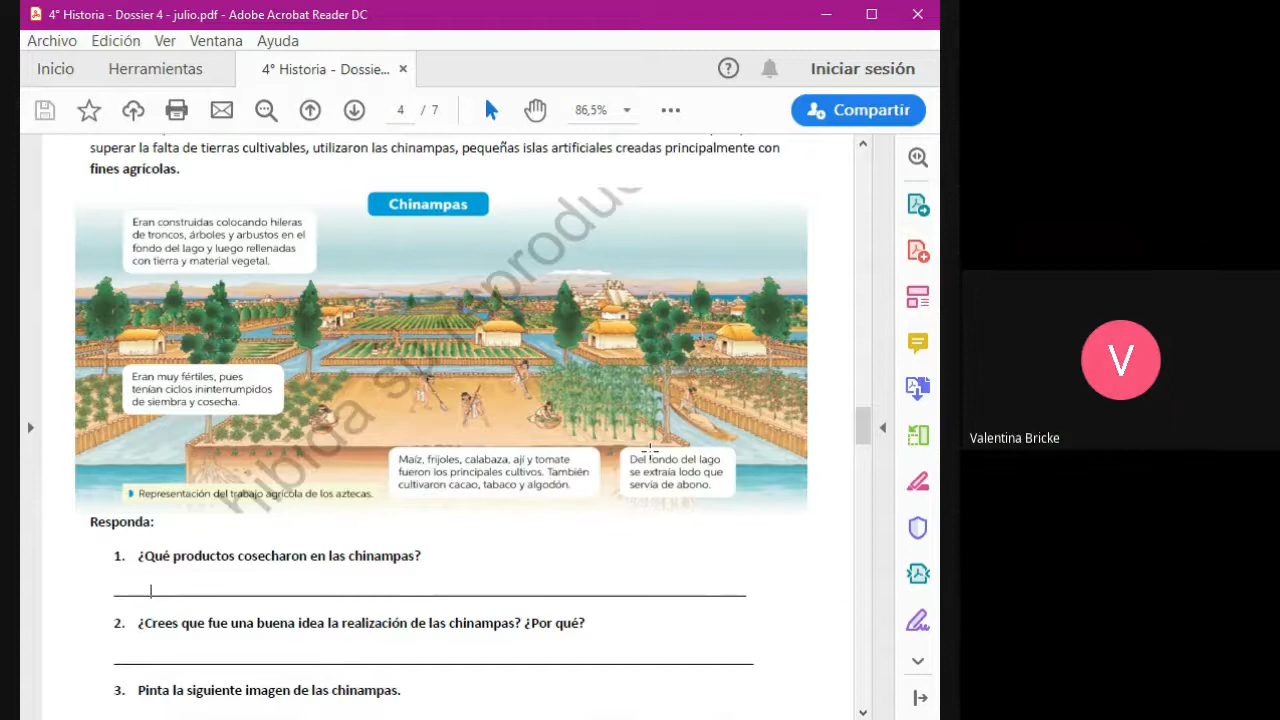 4° Historia - Dossier 4 - julio.pdf - Adobe Acrobat Reader DC
Archivo Edición Ver Ventana Ayuda
Inicio Herramientas 4° Historia - Dossie... × Iniciar sesión
4 / 7 86,5% Compartir
superar la falta de tierras cultivables, utilizaron las chinampas, pequeñas islas artificiales creadas principalmente con
fines agrícolas.
Chinampas
Eran construidas colocando hileras
de troncos, árboles y arbustos en el
fondo del lago y luego rellenadas
con tierra y material vegetal.
Eran muy fértiles, pues
tenían ciclos ininterrumpidos
de siembra y cosecha.
Maíz, frijoles, calabaza, ají y tomate
fueron los principales cultivos. También
cultivaron cacao, tabaco y algodón.
Del fondo del lago
se extraía lodo que
servía de abono.
Representación del trabajo agrícola de los aztecas.
Responda:
1. ¿Qué productos cosecharon en las chinampas?
2. ¿Crees que fue una buena idea la realización de las chinampas? ¿Por qué?
3. Pinta la siguiente imagen de las chinampas.
V
Valentina Bricke